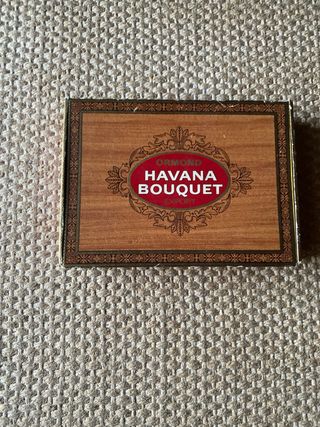 ORMOND
HAVANA
BOUQUET
EXPORT